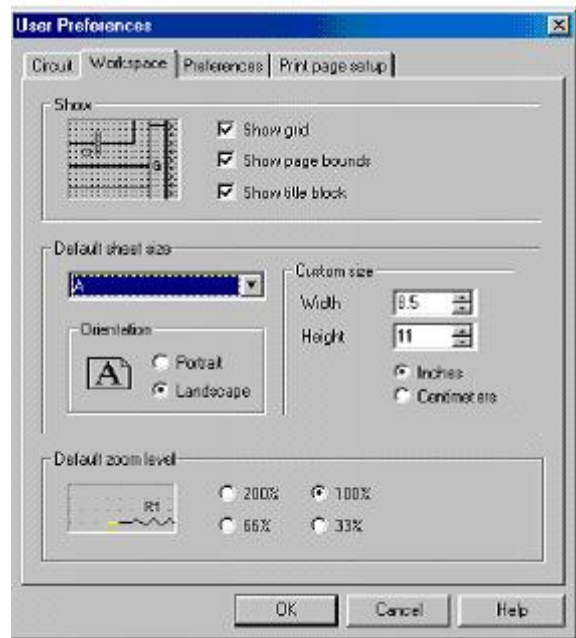 User Preferences
Circuit Workspace Preferences Print page setup
Show
Show grid
Show page bounds
Show title block
Default sheet size
A
Orientation
A
Portrait
Landscape
Custom size
Width 8.5
Height 11
Inches
Centimeters
Default zoom level
R1
200% 100%
66% 33%
OK Cancel Help